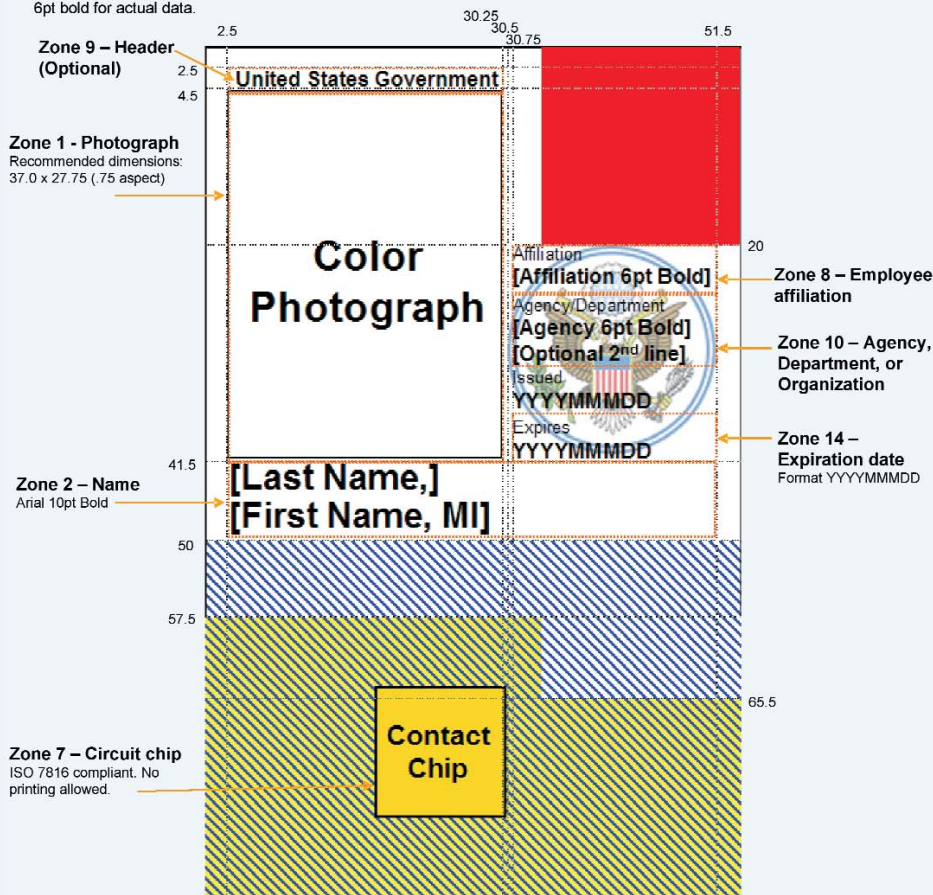 6pt bold for actual data.
2.5
30.25
30.5
30.75
51.5
Zone 9 – Header
(Optional)
2.5
United States Government
4.5
Zone 1 - Photograph
Recommended dimensions:
37.0 x 27.75 (.75 aspect)
Color
Photograph
20
Affiliation
[Affiliation 6pt Bold]
Zone 8 – Employee
affiliation
Agency/Department
[Agency 6pt Bold]
[Optional 2nd line]
Zone 10 – Agency,
Department, or
Organization
Issued
YYYYMMMDD
Expires
YYYYMMMDD
Zone 14 –
Expiration date
Format YYYYMMMDD
41.5
Zone 2 – Name
Arial 10pt Bold
[Last Name,]
[First Name, MI]
50
57.5
65.5
Zone 7 – Circuit chip
ISO 7816 compliant. No
printing allowed.
Contact
Chip